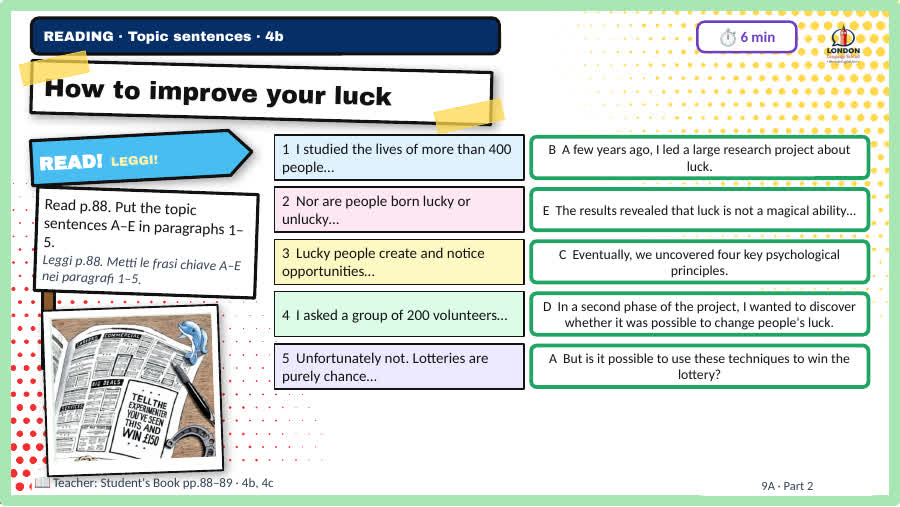 READING · Topic sentences · 4b
⏱️ 6 min
LONDON
How to improve your luck
READ! LEGGI!
Read p.88. Put the topic
sentences A–E in paragraphs 1–
5.
Leggi p.88. Metti le frasi chiave A–E
nei paragrafi 1–5.
1 I studied the lives of more than 400
people…
B A few years ago, I led a large research project about
luck.
2 Nor are people born lucky or
unlucky…
E The results revealed that luck is not a magical ability…
3 Lucky people create and notice
opportunities…
C Eventually, we uncovered four key psychological
principles.
4 I asked a group of 200 volunteers…
D In a second phase of the project, I wanted to discover
whether it was possible to change people's luck.
5 Unfortunately not. Lotteries are
purely chance…
A But is it possible to use these techniques to win the
lottery?
COMMERCIAL
BIG DEALS
SERVICES
TELL THE
EXPERIMENTER
YOU'VE SEEN
THIS AND
WIN £150
📖 Teacher: Student's Book pp.88–89 · 4b, 4c
9A · Part 2